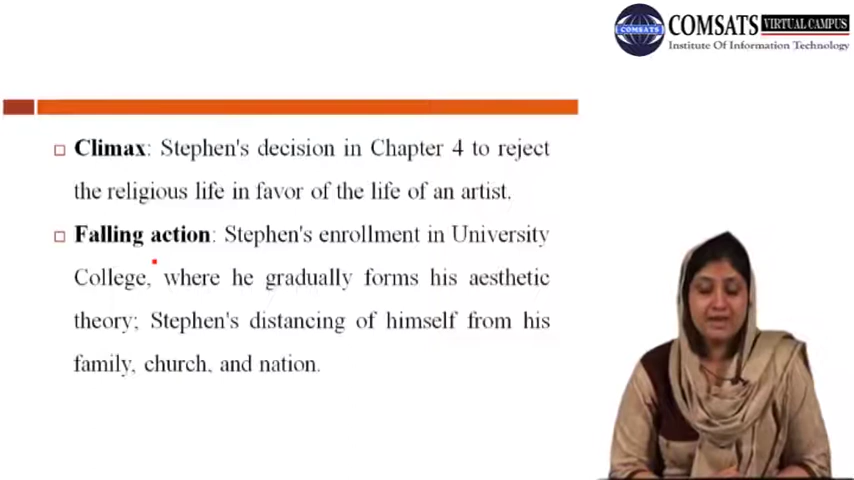 COMSATS VIRTUAL CAMPUS
COMSATS
Institute Of Information Technology
Climax: Stephen's decision in Chapter 4 to reject
the religious life in favor of the life of an artist.
Falling action: Stephen's enrollment in University
College, where he gradually forms his aesthetic
theory; Stephen's distancing of himself from his
family, church, and nation.